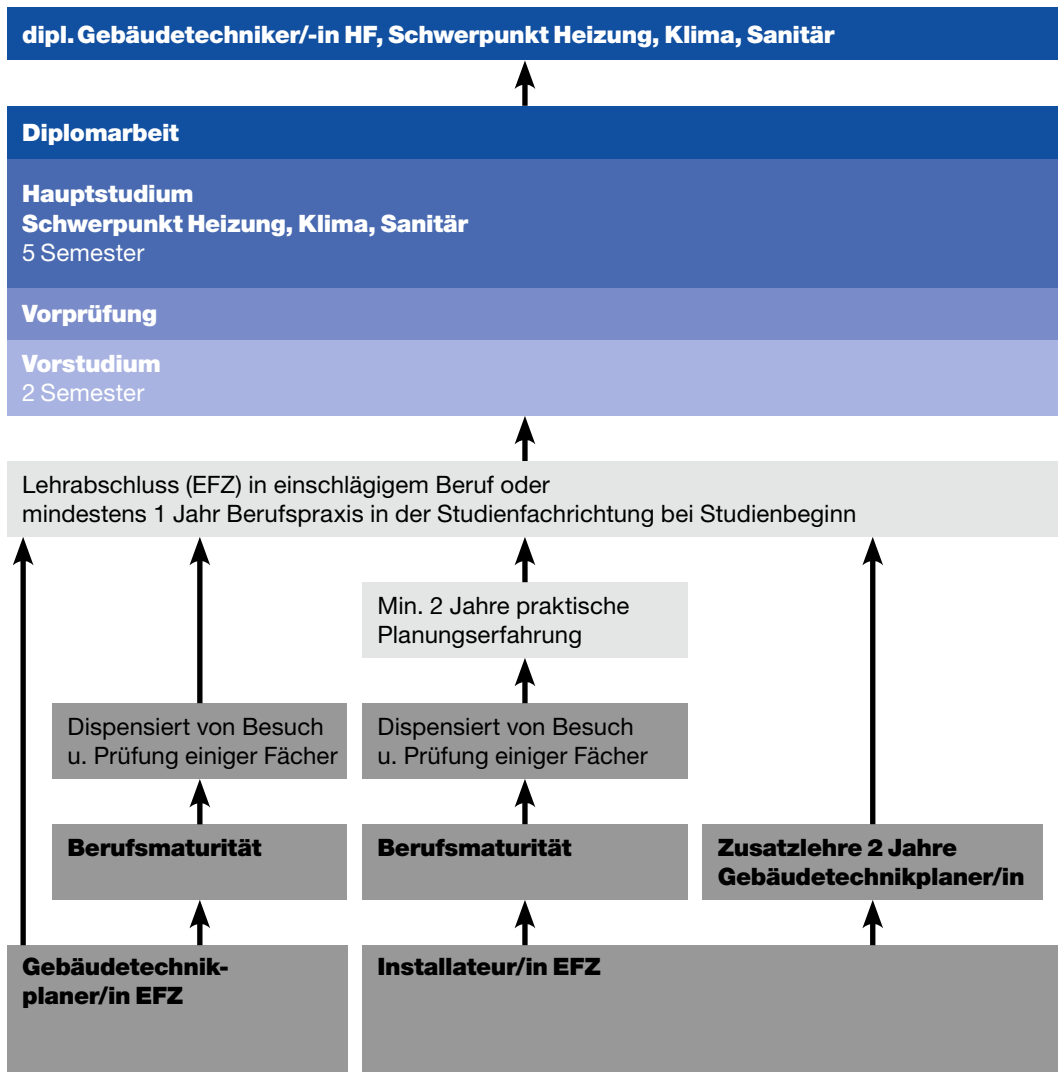 dipl. Gebäudetechniker/-in HF, Schwerpunkt Heizung, Klima, Sanitär
Diplomarbeit
Hauptstudium
Schwerpunkt Heizung, Klima, Sanitär
5 Semester
Vorprüfung
Vorstudium
2 Semester
Lehrabschluss (EFZ) in einschlägigem Beruf oder
mindestens 1 Jahr Berufspraxis in der Studienfachrichtung bei Studienbeginn
Min. 2 Jahre praktische
Planungserfahrung
Dispensiert von Besuch
u. Prüfung einiger Fächer
Dispensiert von Besuch
u. Prüfung einiger Fächer
Berufsmaturität
Berufsmaturität
Zusatzlehre 2 Jahre
Gebäudetechnikplaner/in
Gebäudetechnik-
planer/in EFZ
Installateur/in EFZ